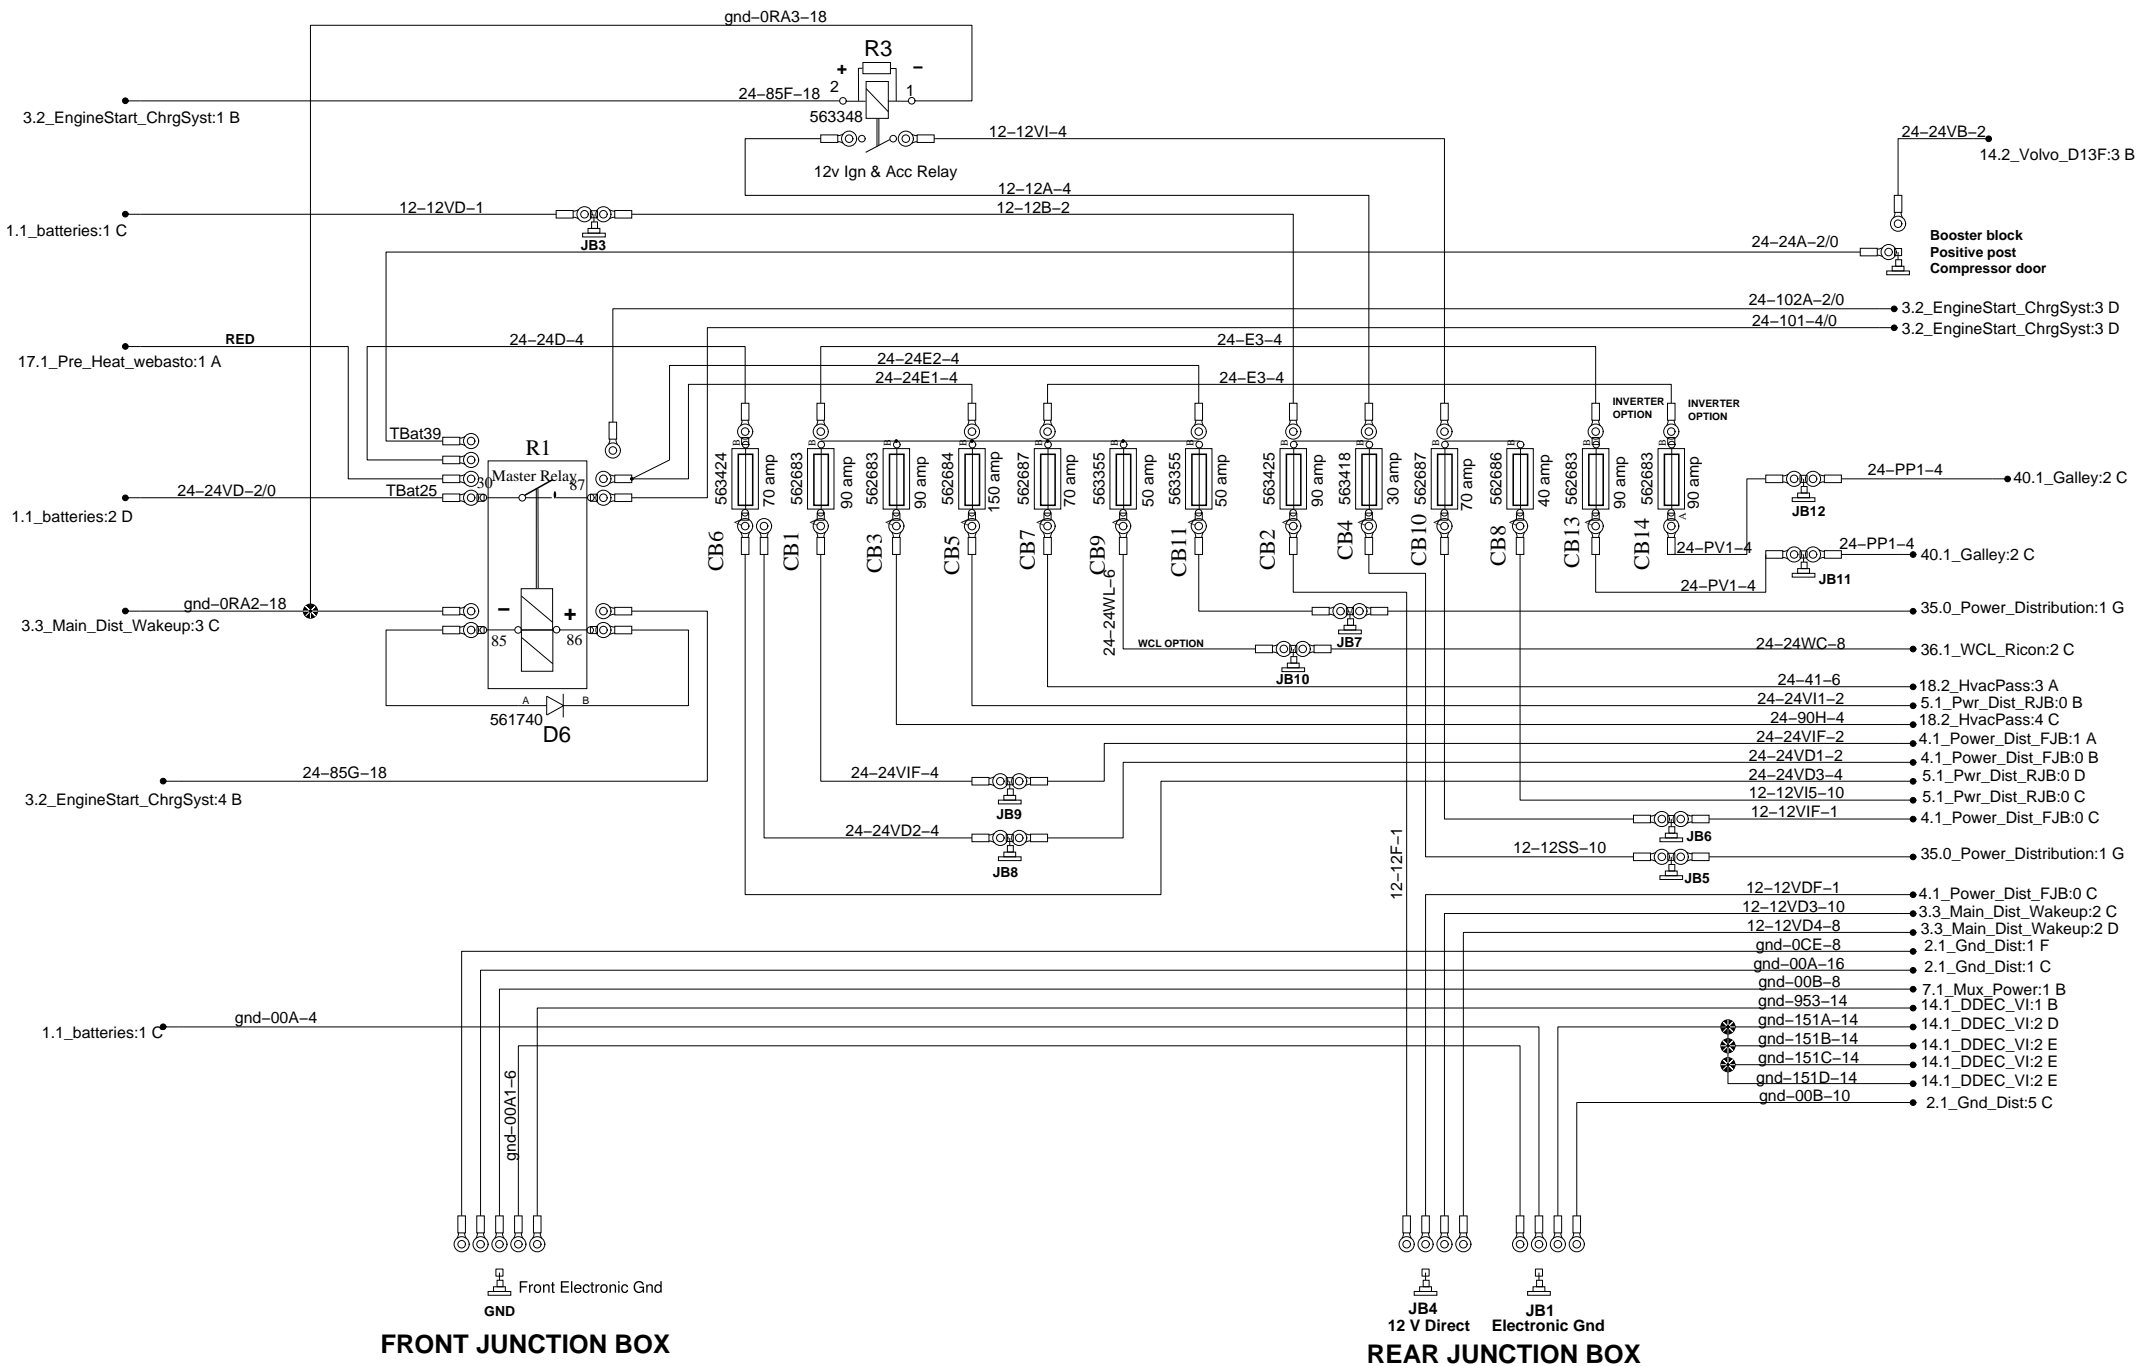 gnd-0RA3-18
R3
+ -
24-85F-18 2 1
3.2_EngineStart_ChrgSyst:1 B
563348
12-12VI-4
24-24VB-2
14.2_Volvo_D13F:3 B
12v Ign & Acc Relay
12-12A-4
12-12VD-1
12-12B-2
1.1_batteries:1 C
JB3
24-24A-2/0
Booster block
Positive post
Compressor door
24-102A-2/0
3.2_EngineStart_ChrgSyst:3 D
24-101-4/0
3.2_EngineStart_ChrgSyst:3 D
RED
17.1_Pre_Heat_webasto:1 A
24-24D-4
24-E3-4
24-24E2-4
24-24E1-4
24-E3-4
INVERTER
OPTION
INVERTER
OPTION
TBat39
R1
Master Relay
30
87
TBat25
24-24VD-2/0
1.1_batteries:2 D
B B B B B B B B B B B B B
563424
70 amp
562683
90 amp
562683
90 amp
562684
150 amp
562687
70 amp
563355
50 amp
563355
50 amp
563425
90 amp
563418
30 amp
562687
70 amp
562686
40 amp
562683
90 amp
562683
90 amp
A A A A A A A A A A A A A
CB6
CB1
CB3
CB5
CB7
CB9
CB11
CB2
CB4
CB10
CB8
CB13
CB14
24-PP1-4
40.1_Galley:2 C
JB12
24-PV1-4
24-PP1-4
40.1_Galley:2 C
JB11
24-PV1-4
gnd-0RA2-18
3.3_Main_Dist_Wakeup:3 C
- +
85 86
35.0_Power_Distribution:1 G
JB7
24-24WL-6
WCL OPTION
24-24WC-8
36.1_WCL_Ricon:2 C
JB10
24-41-6
18.2_HvacPass:3 A
24-24VI1-2
5.1_Pwr_Dist_RJB:0 B
A B
561740
D6
24-90H-4
18.2_HvacPass:4 C
24-24VIF-2
4.1_Power_Dist_FJB:1 A
24-24VD1-2
4.1_Power_Dist_FJB:0 B
24-85G-18
3.2_EngineStart_ChrgSyst:4 B
24-24VIF-4
JB9
24-24VD3-4
5.1_Pwr_Dist_RJB:0 D
12-12VI5-10
5.1_Pwr_Dist_RJB:0 C
12-12VIF-1
4.1_Power_Dist_FJB:0 C
JB6
24-24VD2-4
JB8
12-12F-1
12-12SS-10
35.0_Power_Distribution:1 G
JB5
12-12VDF-1
4.1_Power_Dist_FJB:0 C
12-12VD3-10
3.3_Main_Dist_Wakeup:2 C
12-12VD4-8
3.3_Main_Dist_Wakeup:2 D
gnd-0CE-8
2.1_Gnd_Dist:1 F
gnd-00A-16
2.1_Gnd_Dist:1 C
gnd-00B-8
7.1_Mux_Power:1 B
gnd-953-14
14.1_DDEC_VI:1 B
1.1_batteries:1 C
gnd-00A-4
gnd-151A-14
14.1_DDEC_VI:2 D
gnd-151B-14
14.1_DDEC_VI:2 E
gnd-151C-14
14.1_DDEC_VI:2 E
gnd-151D-14
14.1_DDEC_VI:2 E
gnd-00B-10
2.1_Gnd_Dist:5 C
gnd-00A1-6
Front Electronic Gnd
GND
FRONT JUNCTION BOX
JB4
12 V Direct
JB1
Electronic Gnd
REAR JUNCTION BOX